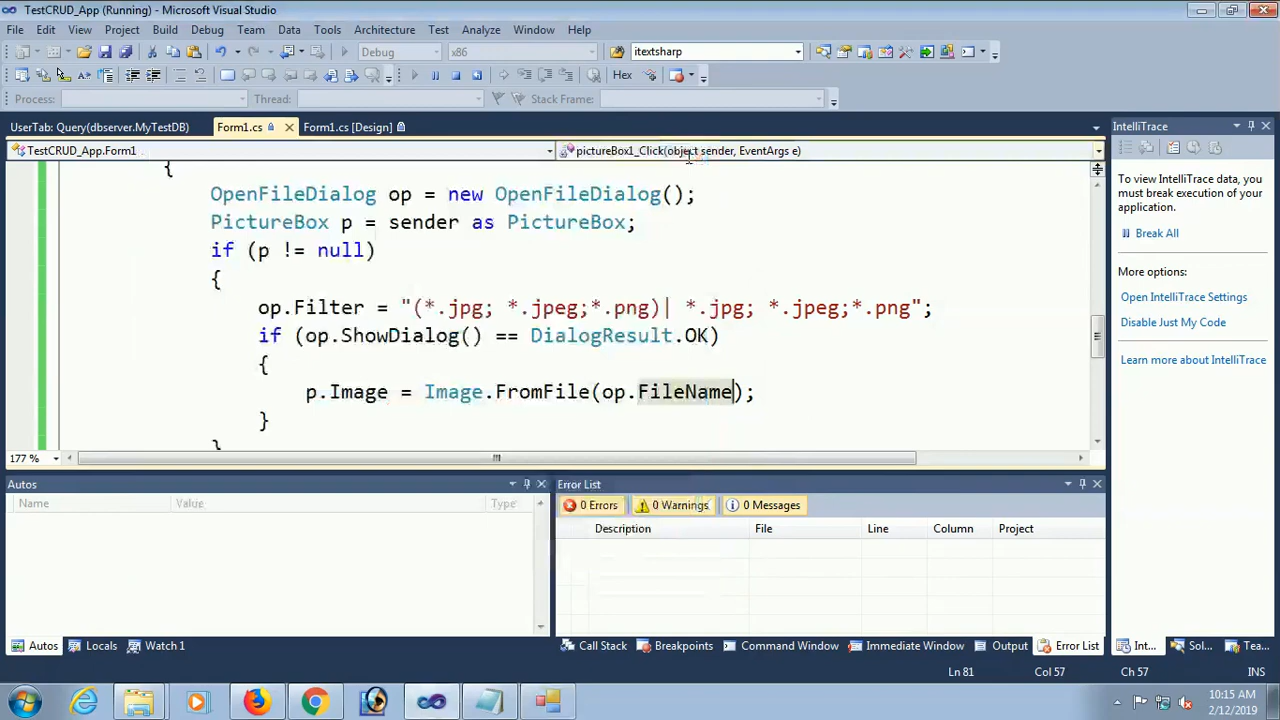 TestCRUD_App (Running) - Microsoft Visual Studio
File Edit View Project Build Debug Team Data Tools Architecture Test Analyze Window Help
Debug x86 itextsharp
Hex
Process: Thread: Stack Frame:
UserTab: Query(dbserver.MyTestDB) Form1.cs Form1.cs [Design] IntelliTrace
TestCRUD_App.Form1 pictureBox1_Click(object sender, EventArgs e)
{
OpenFileDialog op = new OpenFileDialog();
PictureBox p = sender as PictureBox;
if (p != null)
{
op.Filter = "(*.jpg; *.jpeg;*.png)| *.jpg; *.jpeg;*.png";
if (op.ShowDialog() == DialogResult.OK)
{
p.Image = Image.FromFile(op.FileName);
}
}
177 %
To view IntelliTrace data,
you must break execution of
your application.
Break All
More options:
Open IntelliTrace Settings
Disable Just My Code
Learn more about IntelliTrace
Autos
Name Value Type
Error List
0 Errors 0 Warnings 0 Messages
Description File Line Column Project
Autos Locals Watch 1 Call Stack Breakpoints Command Window Immediate Window Output Error List Int... Sol... Tea...
Ln 81 Col 57 Ch 57 INS
10:15 AM
2/12/2019